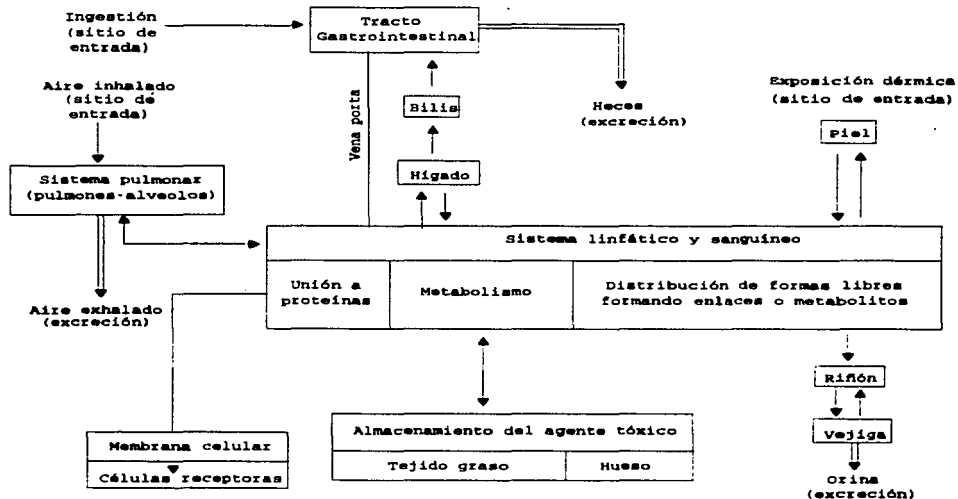 Ingestión
(sitio de
entrada)
Tracto
Gastrointestinal
Aire inhalado
(sitio de
entrada)
Vena porta
Bilis
Heces
(excreción)
Exposición dérmica
(sitio de entrada)
Piel
Hígado
Sistema pulmonar
(pulmones-alveolos)
Sistema linfático y sanguíneo
Unión a
proteínas
Metabolismo
Distribución de formas libres
formando enlaces o metabolitos
Aire exhalado
(excreción)
Riñón
Vejiga
Orina
(excreción)
Almacenamiento del agente tóxico
Tejido graso
Hueso
Membrana celular
Células receptoras